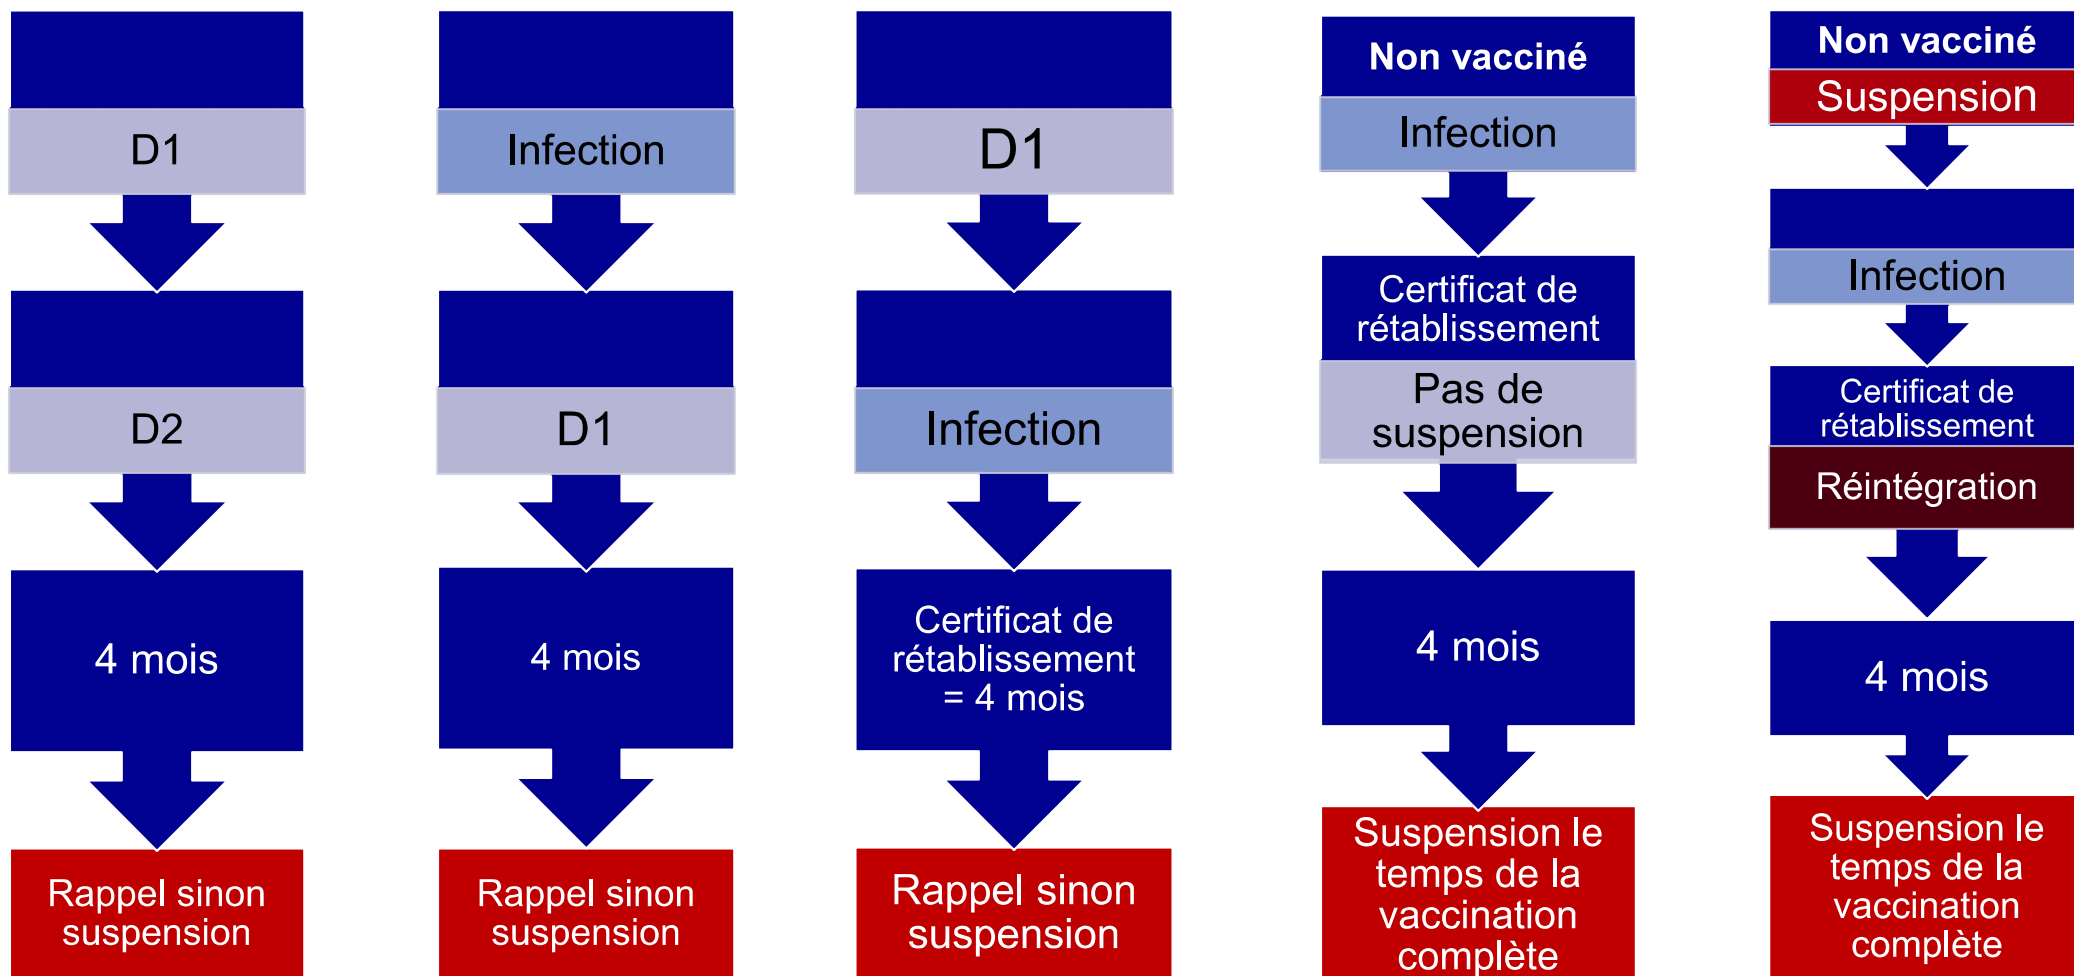 D1
D2
4 mois
Rappel sinon
suspension
Infection
D1
4 mois
Rappel sinon
suspension
D1
Infection
Certificat de
rétablissement
= 4 mois
Rappel sinon
suspension
Non vacciné
Infection
Certificat de
rétablissement
Pas de
suspension
4 mois
Suspension le
temps de la
vaccination
complète
Non vacciné
Suspension
Infection
Certificat de
rétablissement
Réintégration
4 mois
Suspension le
temps de la
vaccination
complète